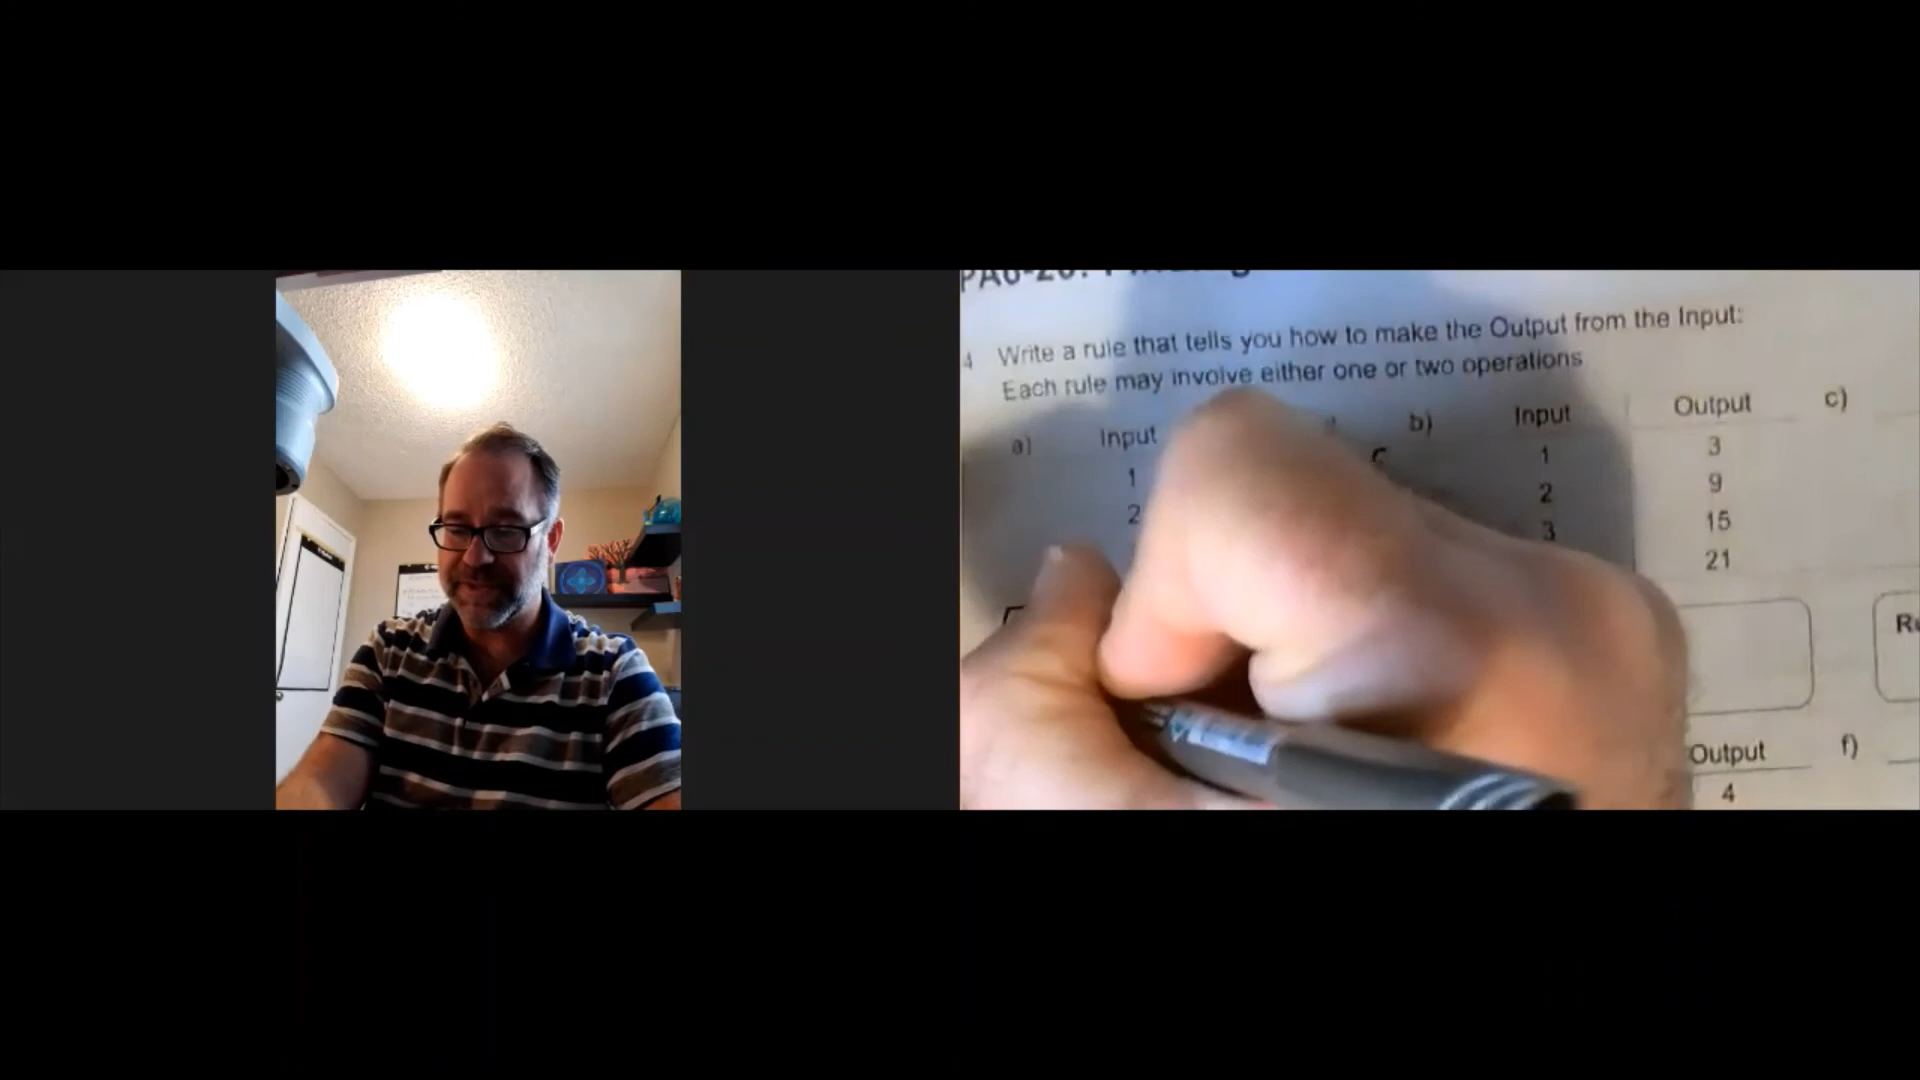 4 Write a rule that tells you how to make the Output from the Input:
Each rule may involve either one or two operations
a) Input
1
2
b) Input Output
1 3
2 9
3 15
21
c)
Output
4
f)